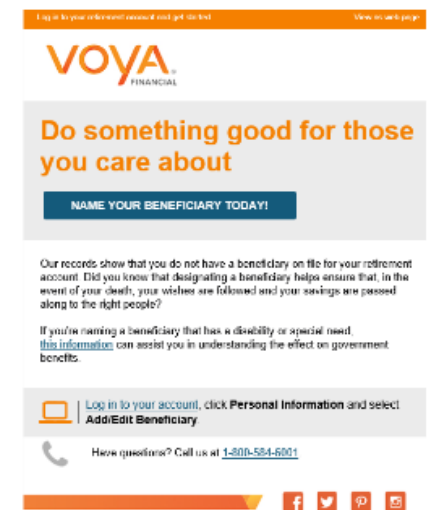 Log in to your retirement account and get started
View as web page
VOYA
FINANCIAL
Do something good for those
you care about
NAME YOUR BENEFICIARY TODAY!
Our records show that you do not have a beneficiary on file for your retirement
account. Did you know that designating a beneficiary helps ensure that, in the
event of your death, your wishes are followed and your savings are passed
along to the right people?
If you're naming a beneficiary that has a disability or special need,
this information can assist you in understanding the effect on government
benefits.
Log in to your account, click Personal Information and select
Add/Edit Beneficiary.
Have questions? Call us at 1-800-584-6001